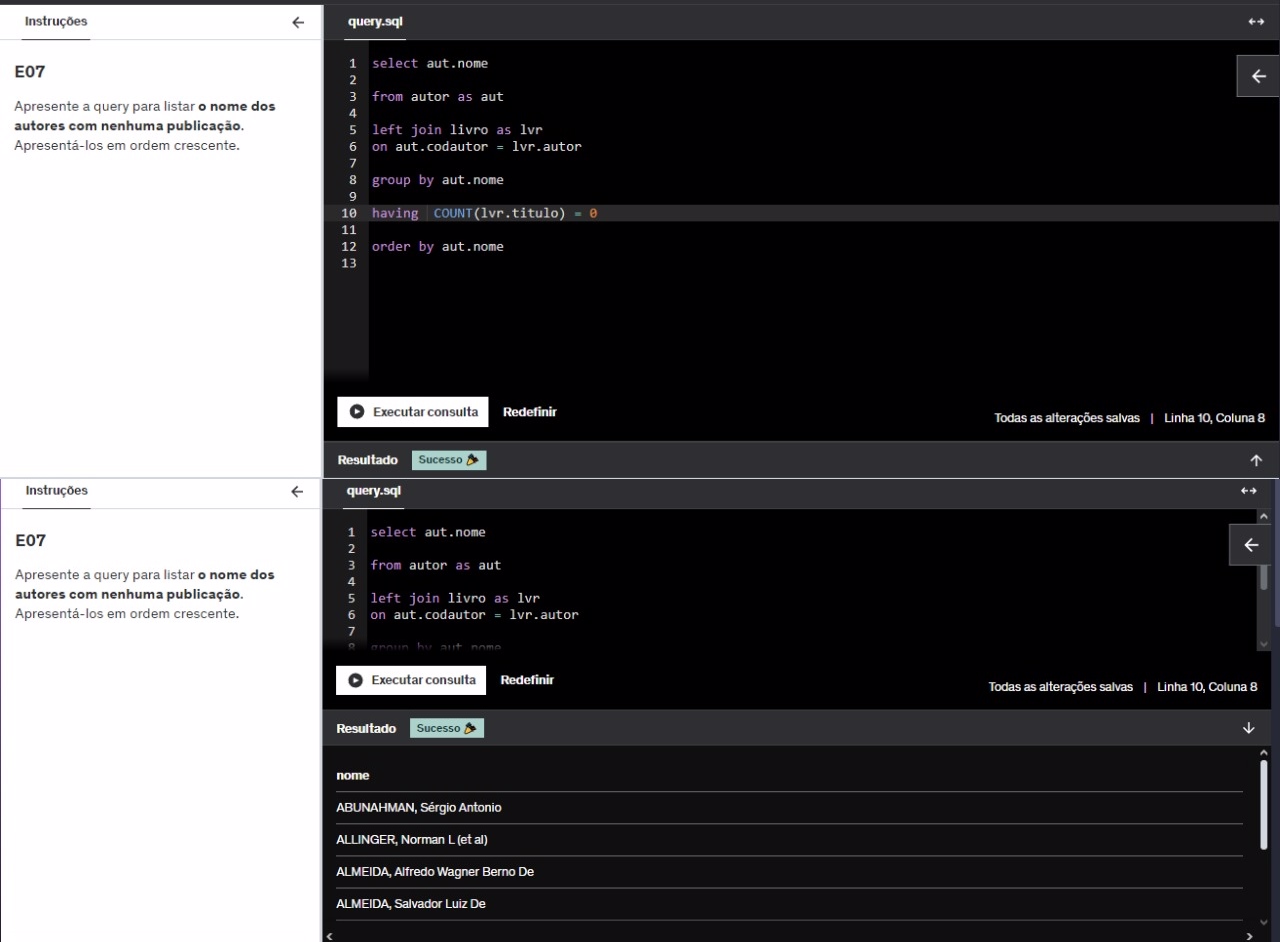 Instruções
E07
Apresente a query para listar o nome dos
autores com nenhuma publicação.
Apresentá-los em ordem crescente.
query.sql
1 select aut.nome
2
3 from autor as aut
4
5 left join livro as lvr
6 on aut.codautor = lvr.autor
7
8 group by aut.nome
9
10 having COUNT(lvr.titulo) = 0
11
12 order by aut.nome
13
Executar consulta Redefinir
Todas as alterações salvas | Linha 10, Coluna 8
Resultado Sucesso
Instruções
E07
Apresente a query para listar o nome dos
autores com nenhuma publicação.
Apresentá-los em ordem crescente.
query.sql
1 select aut.nome
2
3 from autor as aut
4
5 left join livro as lvr
6 on aut.codautor = lvr.autor
7
8 group by aut.nome
Executar consulta Redefinir
Todas as alterações salvas | Linha 10, Coluna 8
Resultado Sucesso
nome
ABUNAHMAN, Sérgio Antonio
ALLINGER, Norman L (et al)
ALMEIDA, Alfredo Wagner Berno De
ALMEIDA, Salvador Luiz De